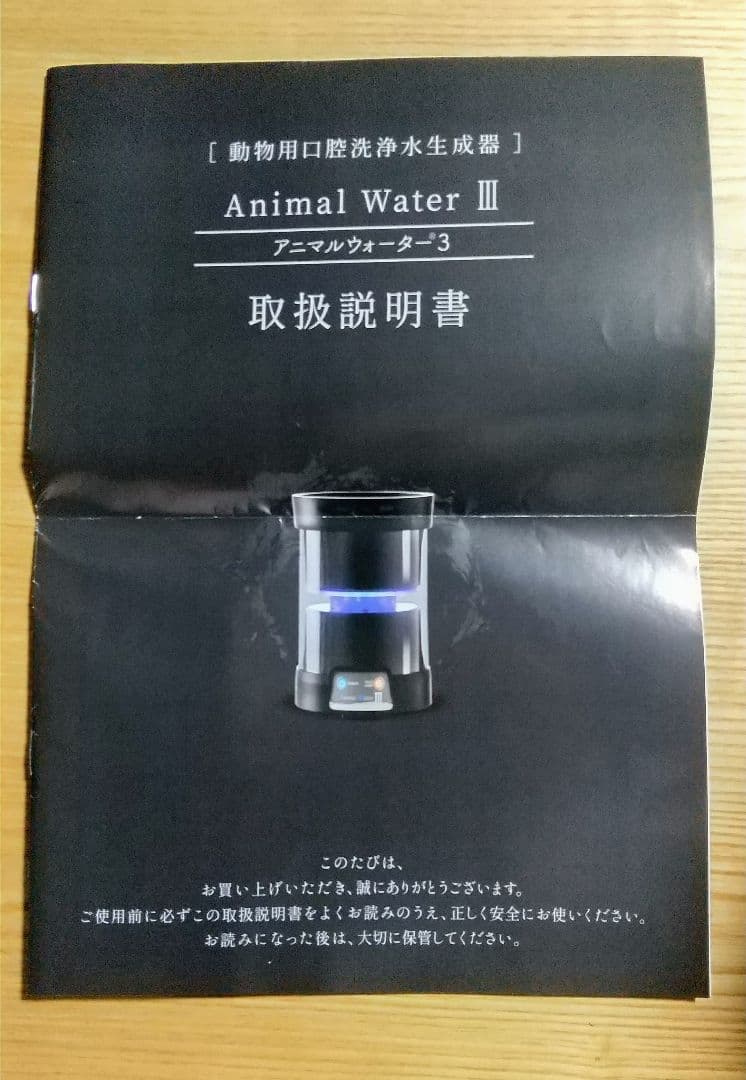 [ 動物用口腔洗浄水生成器 ]
Animal Water Ⅲ
アニマルウォーター®3
取扱説明書
このたびは、
お買い上げいただき、誠にありがとうございます。
ご使用前に必ずこの取扱説明書をよくお読みのうえ、正しく安全にお使いください。
お読みになった後は、大切に保管してください。